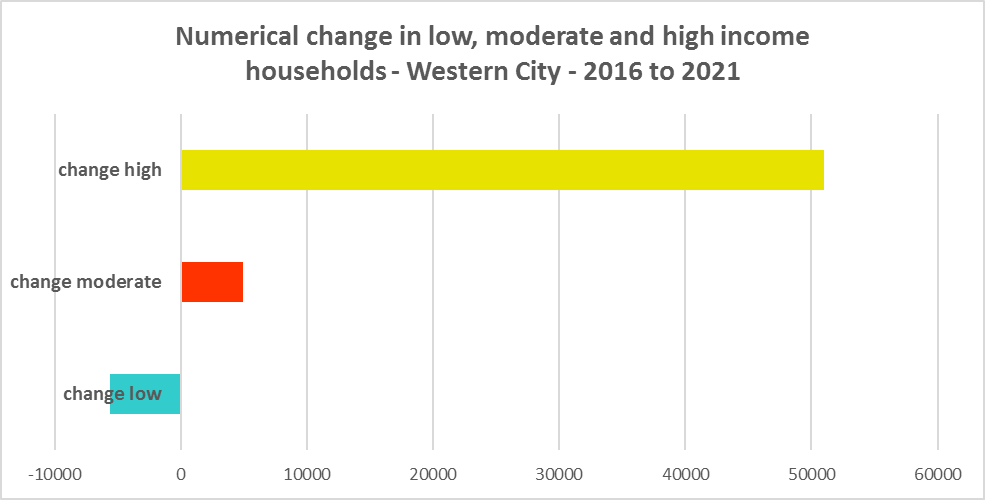 Numerical change in low, moderate and high income
households - Western City - 2016 to 2021
change high
change moderate
change low
-10000 0 10000 20000 30000 40000 50000 60000